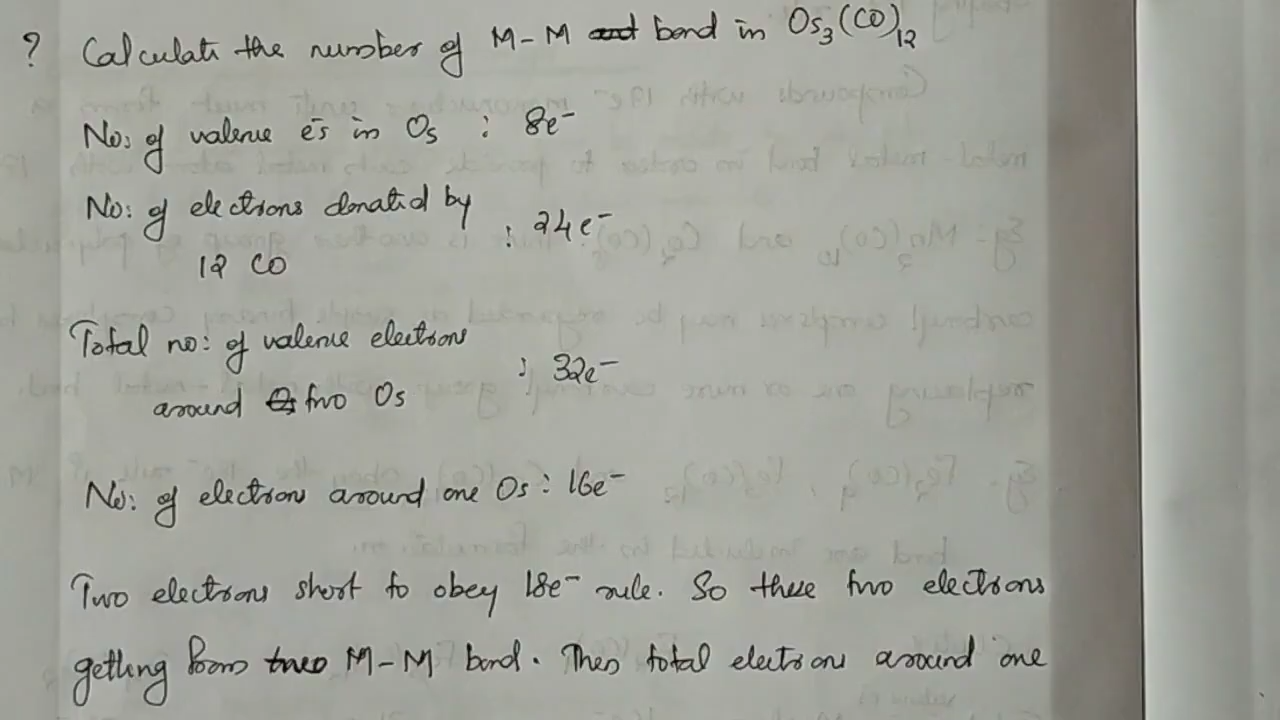 ? Calculate the number of M-M bond in Os₃(CO)₁₂
No: of valence e⁻s in Os : 8e⁻
No: of electrons donated by
: 24e⁻
12 CO
Total no: of valence electrons
: 32e⁻
around two Os
No: of electron around one Os : 16e⁻
Two electrons short to obey 18e⁻ rule. So these two electrons
getting from M-M bond. Then total electrons around one